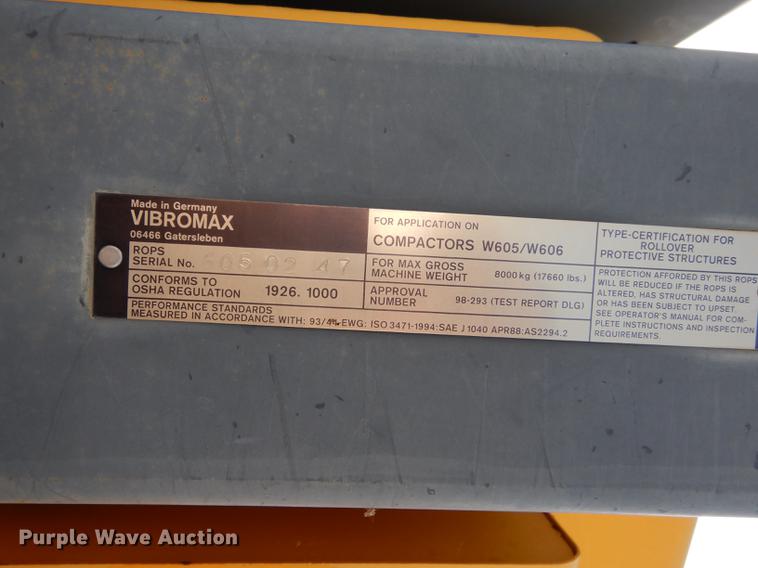 Made in Germany
VIBROMAX
06466 Gatersleben
ROPS
SERIAL No.
CONFORMS TO
OSHA REGULATION 1926. 1000
FOR APPLICATION ON
COMPACTORS W605/W606
FOR MAX GROSS
MACHINE WEIGHT 8000 kg (17660 lbs.)
APPROVAL
NUMBER 98-293 (TEST REPORT DLG)
PERFORMANCE STANDARDS
MEASURED IN ACCORDANCE WITH: EWG: ISO 3471-1994:SAE J 1040 APR88:AS2294.2
TYPE-CERTIFICATION FOR
ROLLOVER
PROTECTIVE STRUCTURES
PROTECTION AFFORDED BY THIS ROPS
WILL BE REDUCED IF THE ROPS IS
ALTERED, HAS STRUCTURAL DAMAGE
OR HAS BEEN SUBJECT TO UPSET.
SEE OPERATOR'S MANUAL FOR COM-
PLETE INSTRUCTIONS AND INSPECTION
REQUIREMENTS.
Purple Wave Auction